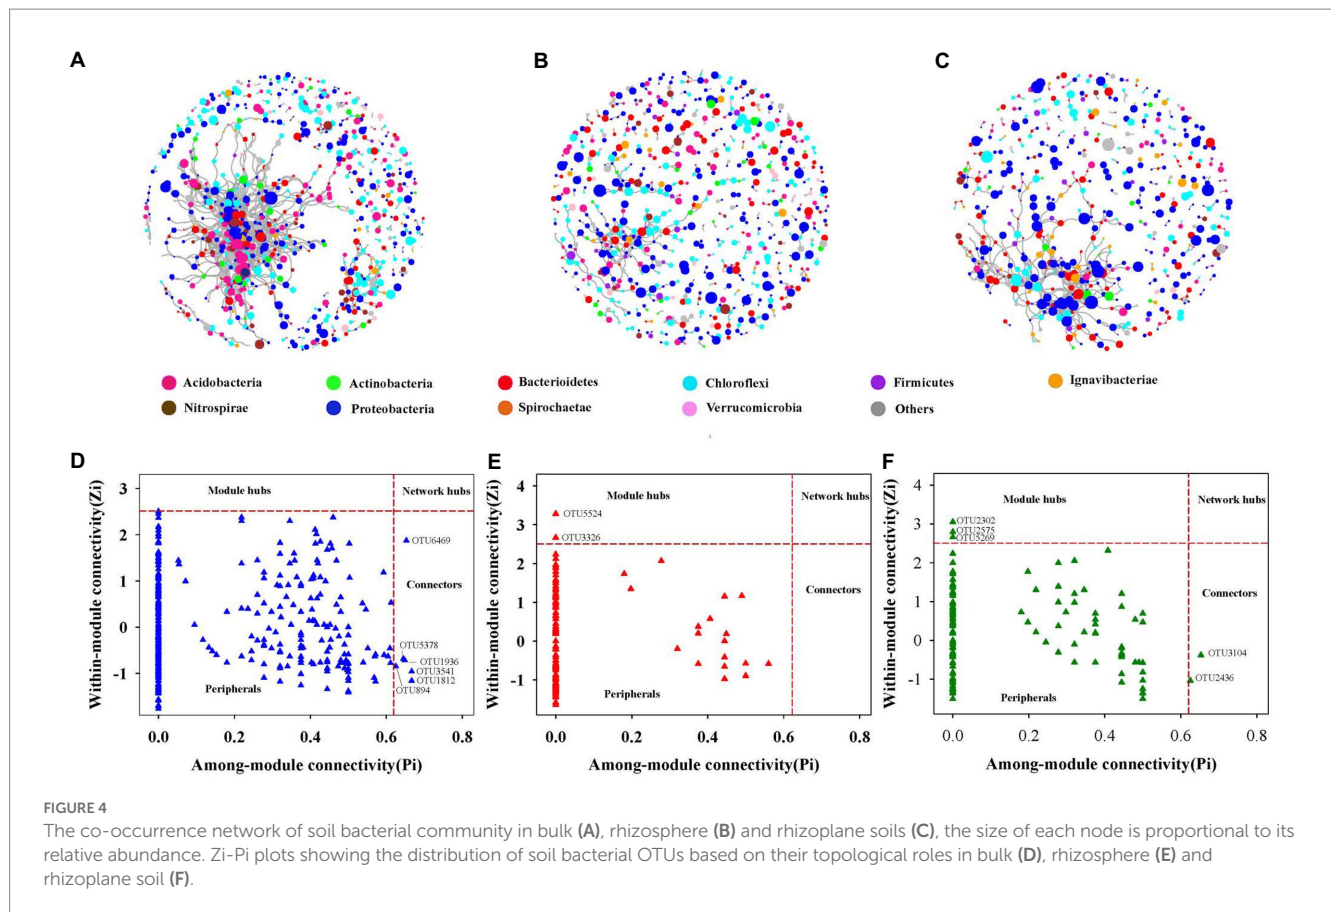 A
B
C
Acidobacteria
Actinobacteria
Bacterioidetes
Chloroflexi
Firmicutes
Ignavibacteriae
Nitrospirae
Proteobacteria
Spirochaetae
Verrucomicrobia
Others
D
Within-module connectivity(Zi)
3
2
1
0
-1
Module hubs
Network hubs
OTU6469
Connectors
OTU5378
OTU1936
OTU3541
OTU1812
OTU894
Peripherals
0.0 0.2 0.4 0.6 0.8
Among-module connectivity(Pi)
E
Within-module connectivity(Zi)
4
3
2
1
0
-1
Module hubs
Network hubs
OTU5524
OTU3326
Connectors
Peripherals
0.0 0.2 0.4 0.6 0.8
Among-module connectivity(Pi)
F
Within-module connectivity(Zi)
4
3
2
1
0
-1
Module hubs
Network hubs
OTU2302
OTU2575
OTU5269
Connectors
OTU3104
OTU2436
Peripherals
0.0 0.2 0.4 0.6 0.8
Among-module connectivity(Pi)
FIGURE 4
The co-occurrence network of soil bacterial community in bulk (A), rhizosphere (B) and rhizoplane soils (C), the size of each node is proportional to its
relative abundance. Zi-Pi plots showing the distribution of soil bacterial OTUs based on their topological roles in bulk (D), rhizosphere (E) and
rhizoplane soil (F).